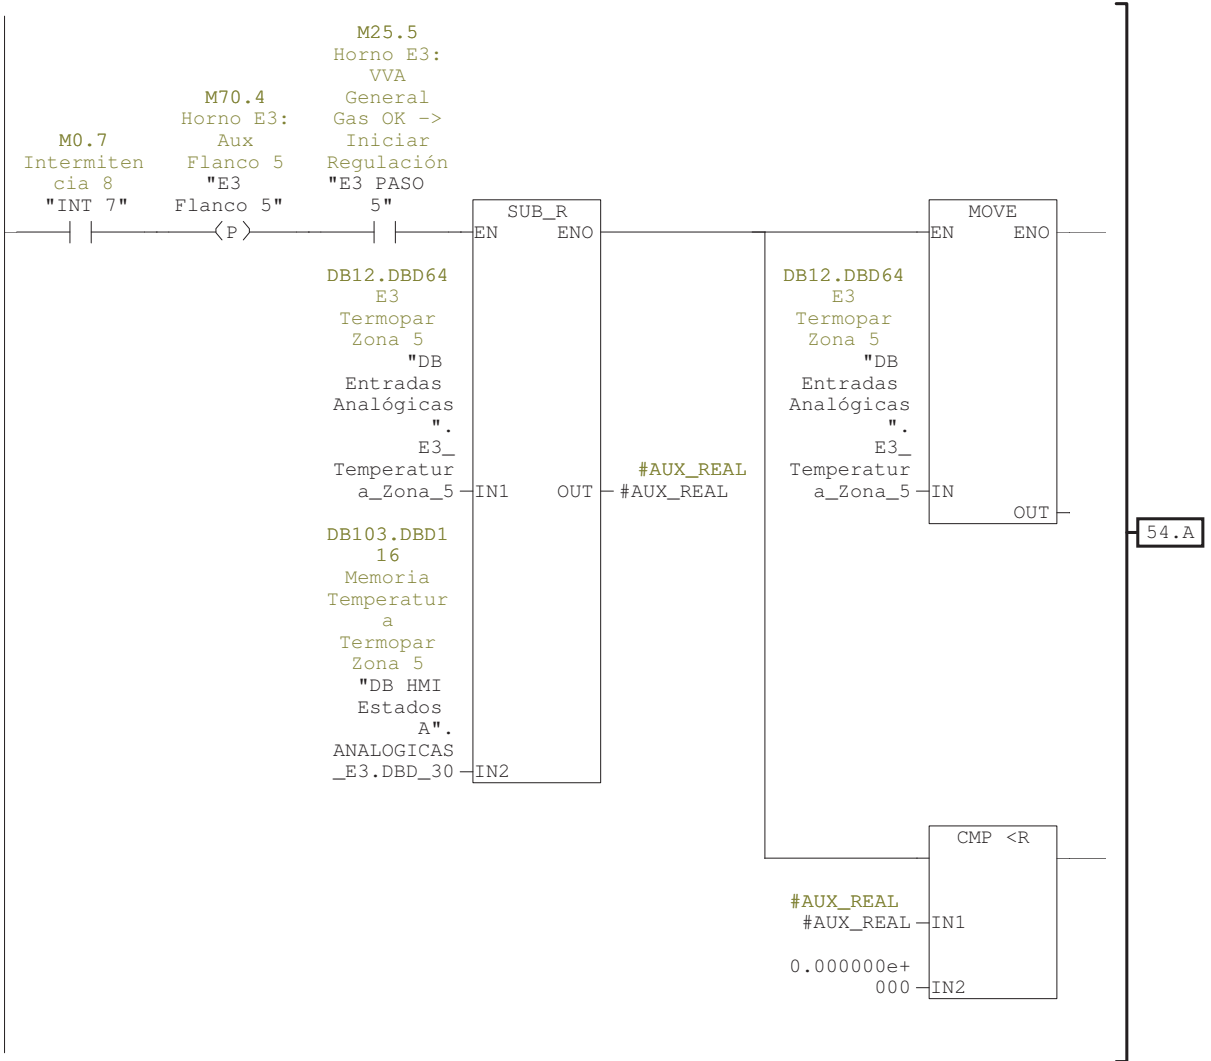 M25.5
Horno E3:
VVA
General
Gas OK ->
Iniciar
Regulación
"E3 PASO
5"
M70.4
Horno E3:
Aux
Flanco 5
"E3
Flanco 5"
M0.7
Intermiten
cia 8
"INT 7"
P
SUB_R
EN ENO
DB12.DBD64
E3
Termopar
Zona 5
"DB
Entradas
Analógicas
".
E3_
Temperatur
a_Zona_5
IN1 OUT
#AUX_REAL
#AUX_REAL
DB103.DBD1
16
Memoria
Temperatur
a
Termopar
Zona 5
"DB HMI
Estados
A".
ANALOGICAS
_E3.DBD_30
IN2
MOVE
EN ENO
DB12.DBD64
E3
Termopar
Zona 5
"DB
Entradas
Analógicas
".
E3_
Temperatur
a_Zona_5
IN
OUT
54.A
CMP <R
#AUX_REAL
#AUX_REAL
IN1
0.000000e+
000
IN2